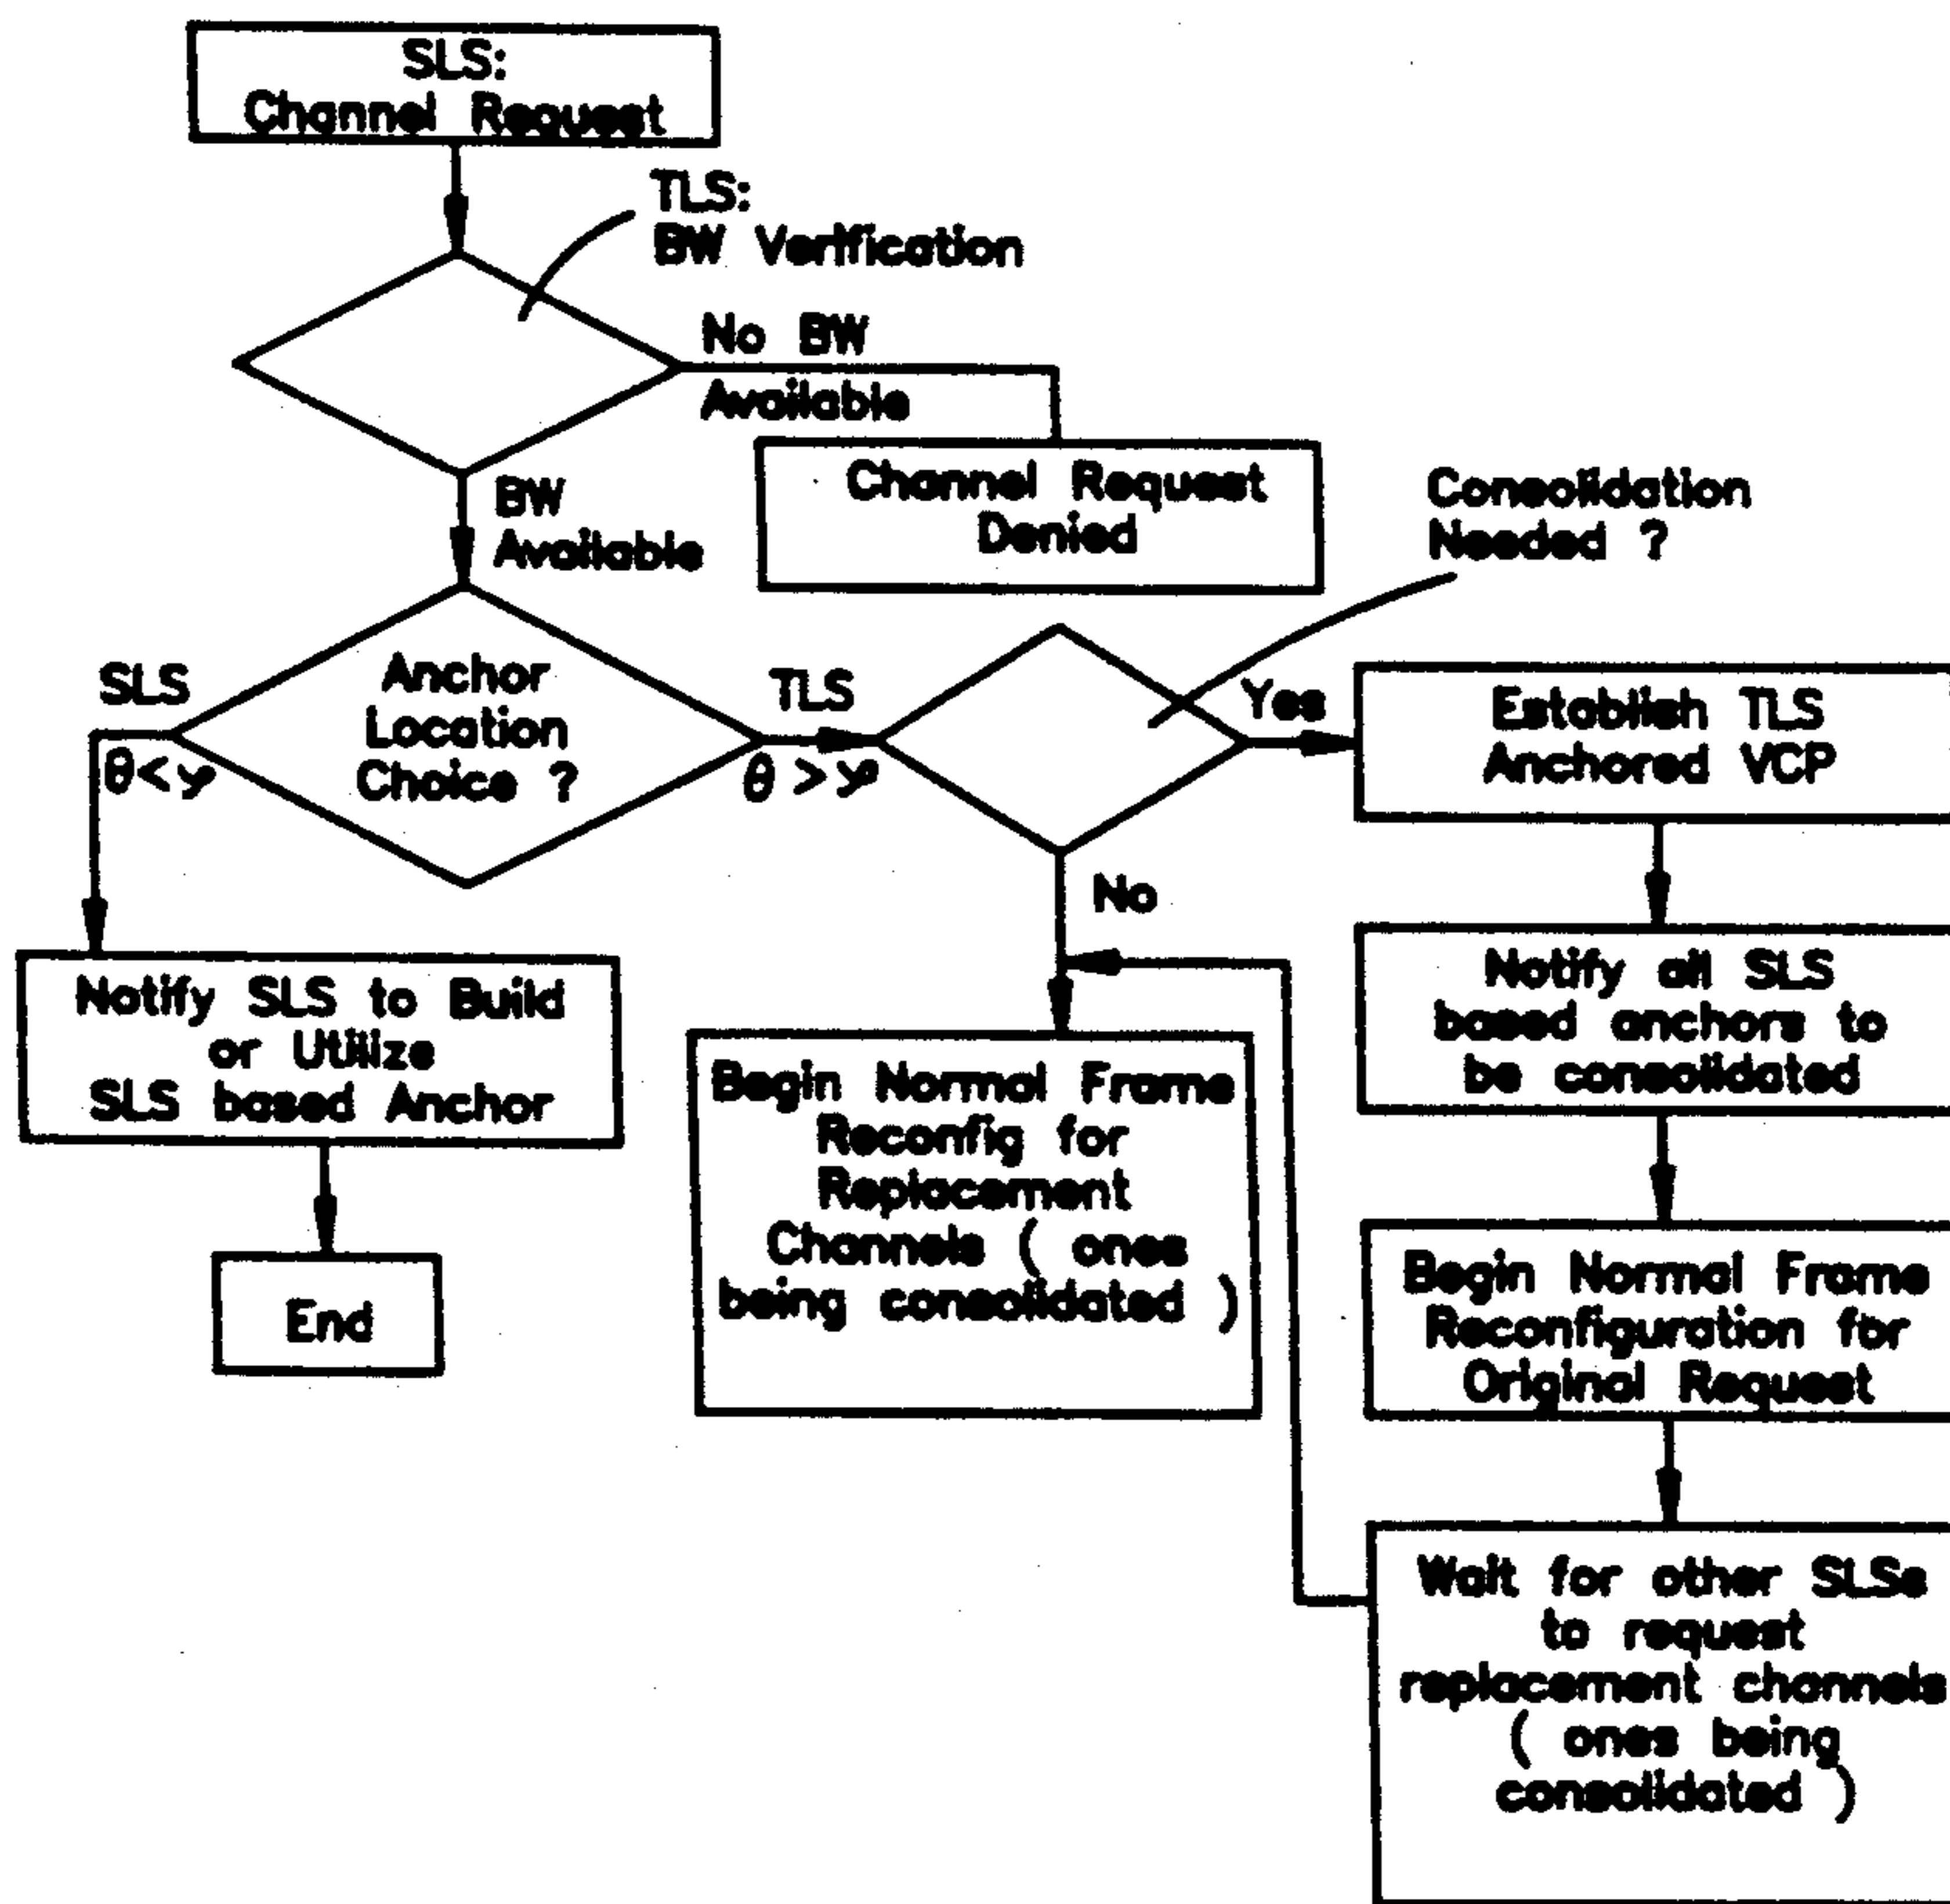 SLS:
Channel Request
TLS:
BW Verification
No BW
Available
Channel Request
Denied
BW
Available
Consolidation
Needed ?
SLS
θ<y
Anchor
Location
Choice ?
TLS
θ >y
Yes
Establish TLS
Anchored VCP
No
Notify SLS to Build
or Utilize
SLS based Anchor
End
Notify all SLS
based anchors to
be consolidated
Begin Normal Frame
Reconfig for
Replacement
Channels ( ones
being consolidated )
Begin Normal Frame
Reconfiguration for
Original Request
Wait for other SLSs
to request
replacement channels
( ones being
consolidated )